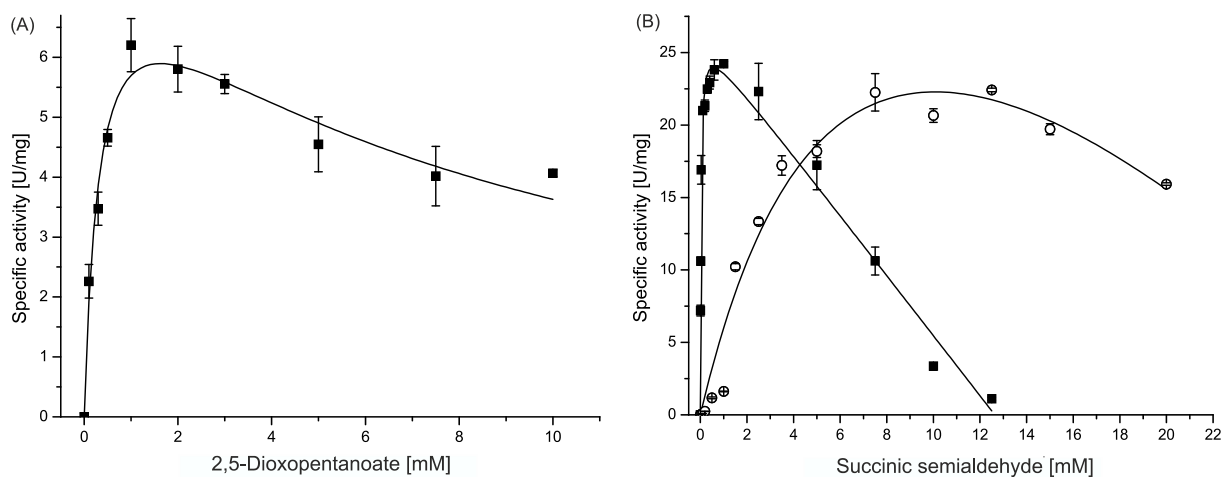 (A)
Specific activity [U/mg]
6
5
4
3
2
1
0
0 2 4 6 8 10
2,5-Dioxopentanoate [mM]
(B)
Specific activity [U/mg]
25
20
15
10
5
0
0 2 4 6 8 10 12 14 16 18 20 22
Succinic semialdehyde [mM]